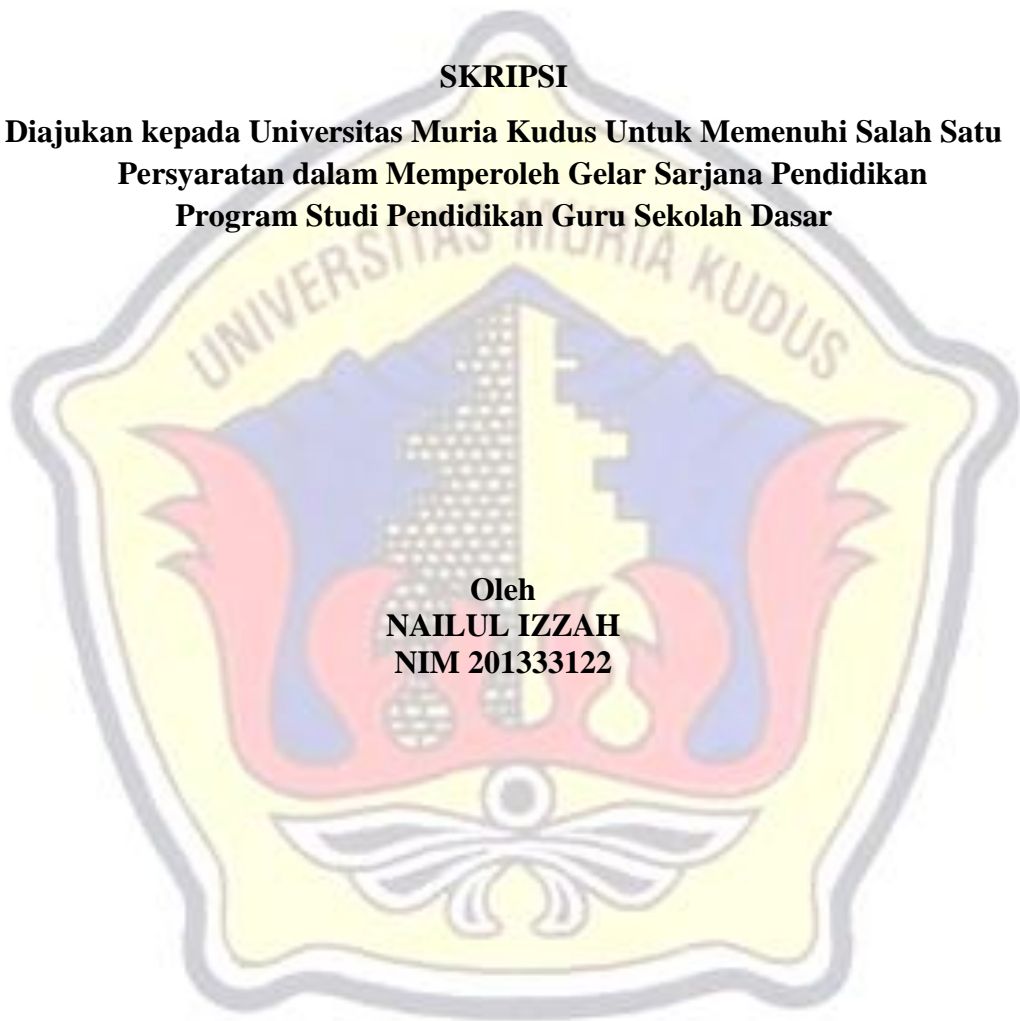 SKRIPSI
Diajukan kepada Universitas Muria Kudus Untuk Memenuhi Salah Satu
Persyaratan dalam Memperoleh Gelar Sarjana Pendidikan
Program Studi Pendidikan Guru Sekolah Dasar
UNIVERSITAS MURIA KUDUS
Oleh
NAILUL IZZAH
NIM 201333122